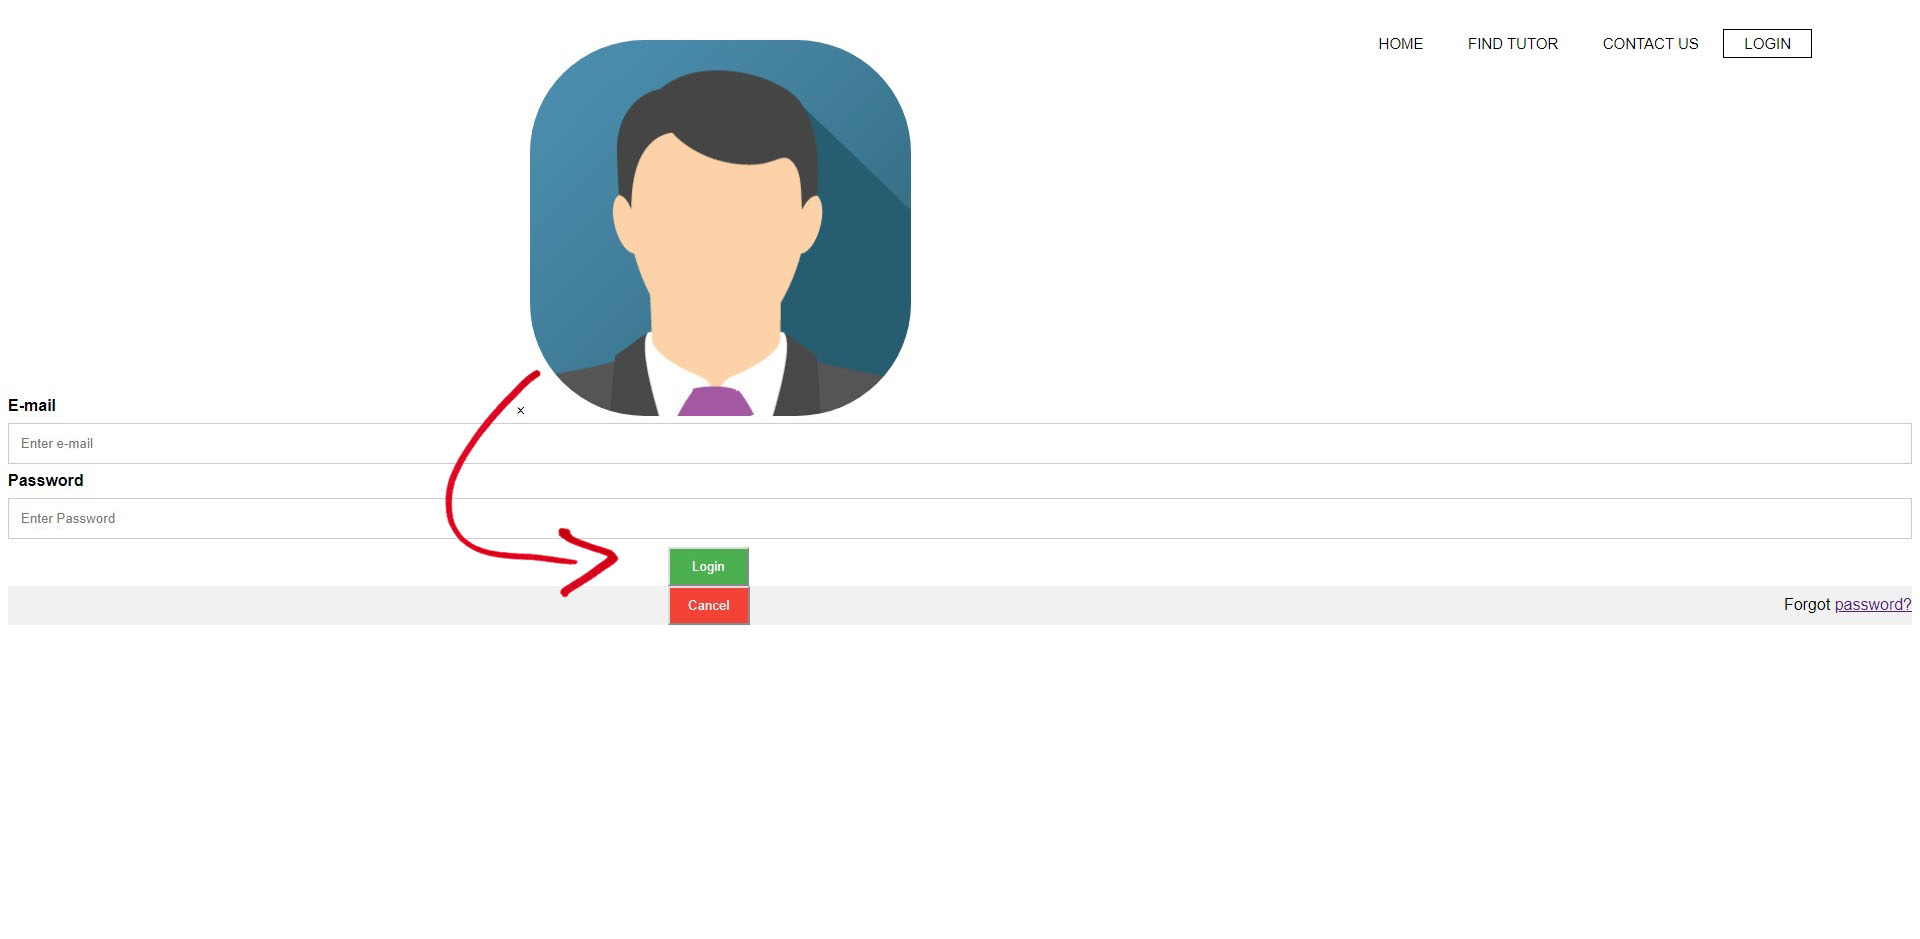 HOME FIND TUTOR CONTACT US LOGIN
E-mail
×
Enter e-mail
Password
Enter Password
Login
Cancel
Forgot password?